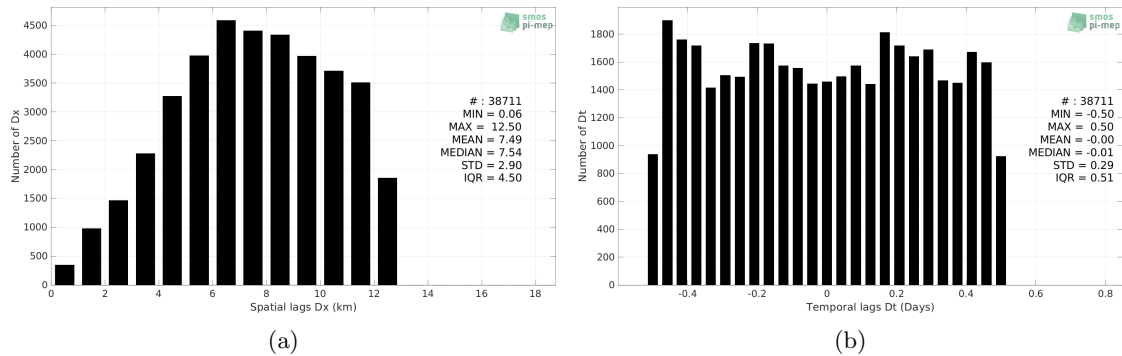 4500
4000
3500
3000
2500
2000
1500
1000
500
0
Number of Dx
0 2 4 6 8 10 12 14 16 18
Spatial lags Dx (km)
smos
pi-mep
# : 38711
MIN = 0.06
MAX = 12.50
MEAN = 7.49
MEDIAN = 7.54
STD = 2.90
IQR = 4.50
(a)
1800
1600
1400
1200
1000
800
600
400
200
0
Number of Dt
-0.4 -0.2 0 0.2 0.4 0.6 0.8
Temporal lags Dt (Days)
smos
pi-mep
# : 38711
MIN = -0.50
MAX = 0.50
MEAN = -0.00
MEDIAN = -0.01
STD = 0.29
IQR = 0.51
(b)